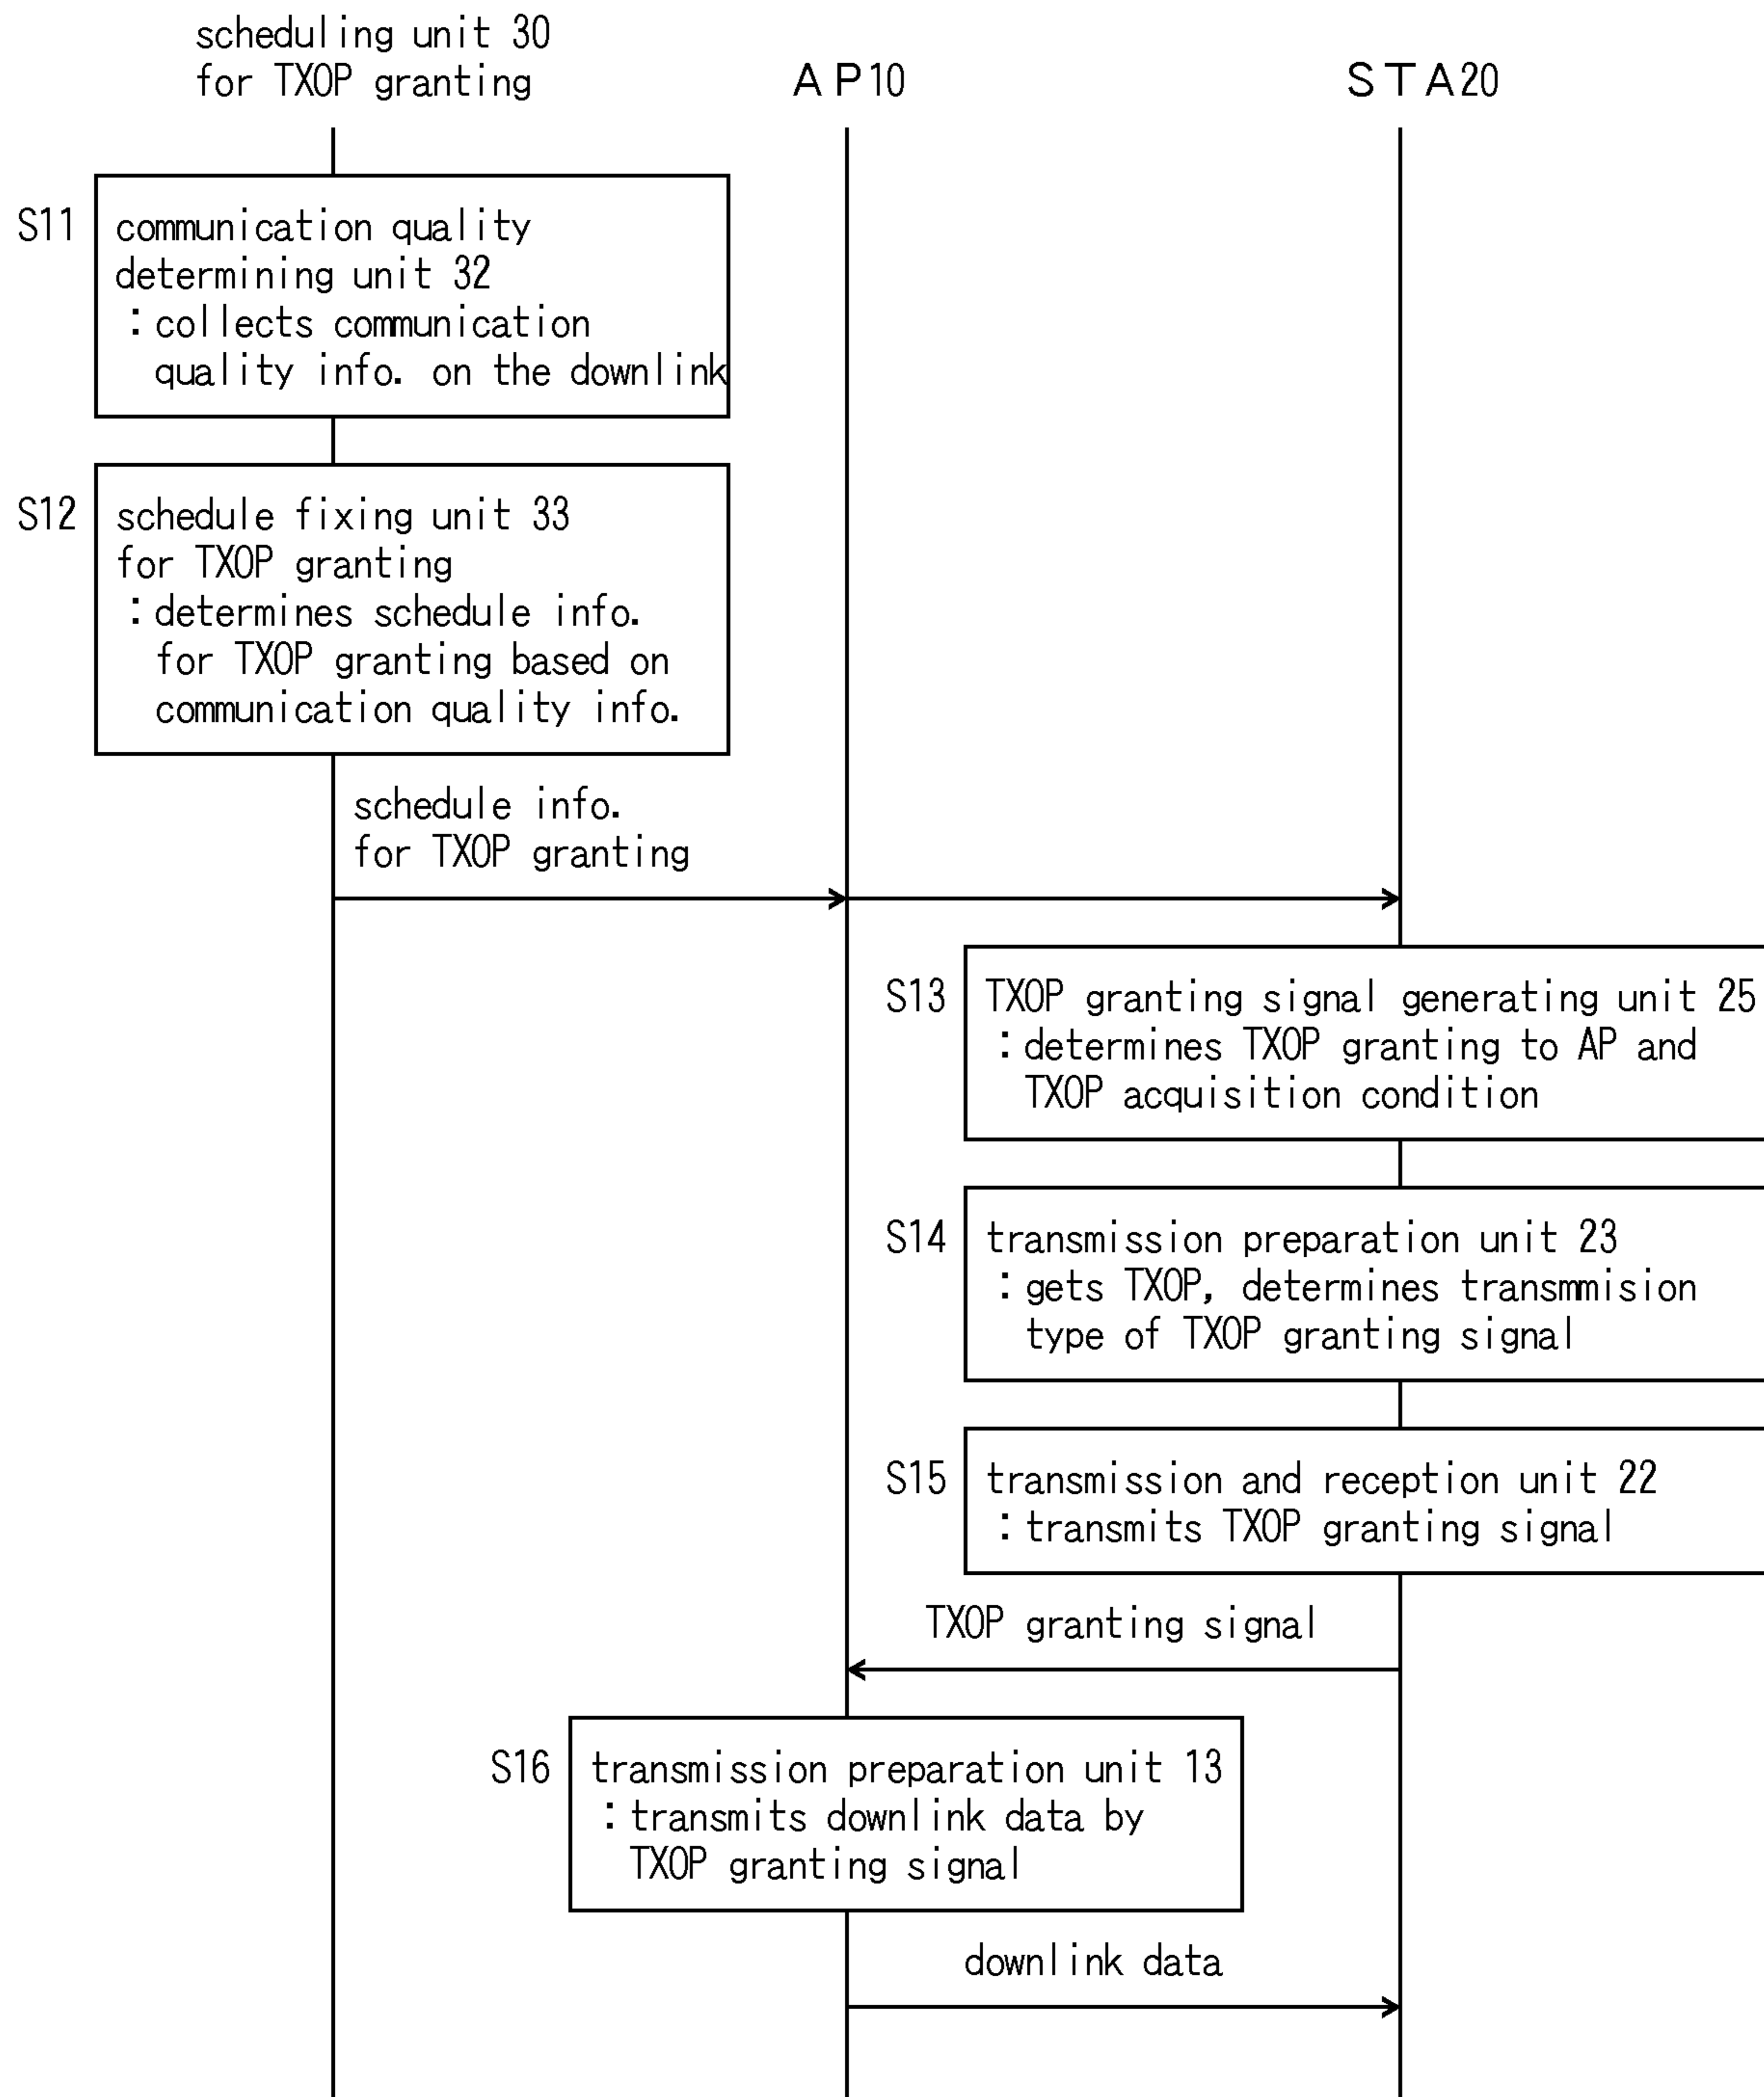 scheduling unit 30
for TXOP granting
AP10
STA20
S11
communication quality
determining unit 32
:collects communication
quality info. on the downlink
S12
schedule fixing unit 33
for TXOP granting
:determines schedule info.
for TXOP granting based on
communication quality info.
schedule info.
for TXOP granting
S13
TXOP granting signal generating unit 25
:determines TXOP granting to AP and
TXOP acquisition condition
S14
transmission preparation unit 23
:gets TXOP, determines transmmision
type of TXOP granting signal
S15
transmission and reception unit 22
:transmits TXOP granting signal
TXOP granting signal
S16
transmission preparation unit 13
:transmits downlink data by
TXOP granting signal
downlink data